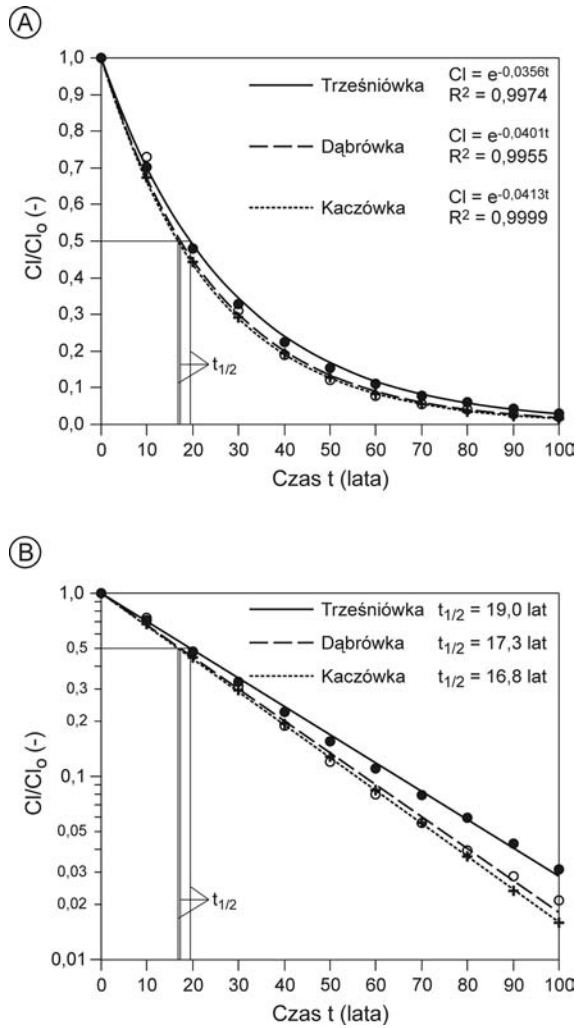 A
1,0
0,9
0,8
0,7
0,6
0,5
0,4
0,3
0,2
0,1
0,0
Cl/Cl₀ (-)
Trześniówka Cl = e^-0,0356t
R² = 0,9974
Dąbrówka Cl = e^-0,0401t
R² = 0,9955
Kaczówka Cl = e^-0,0413t
R² = 0,9999
t1/2
0 10 20 30 40 50 60 70 80 90 100
Czas t (lata)
B
1,0
0,5
0,3
0,2
0,1
0,05
0,03
0,02
0,01
Cl/Cl₀ (-)
Trześniówka t1/2 = 19,0 lat
Dąbrówka t1/2 = 17,3 lat
Kaczówka t1/2 = 16,8 lat
t1/2
0 10 20 30 40 50 60 70 80 90 100
Czas t (lata)